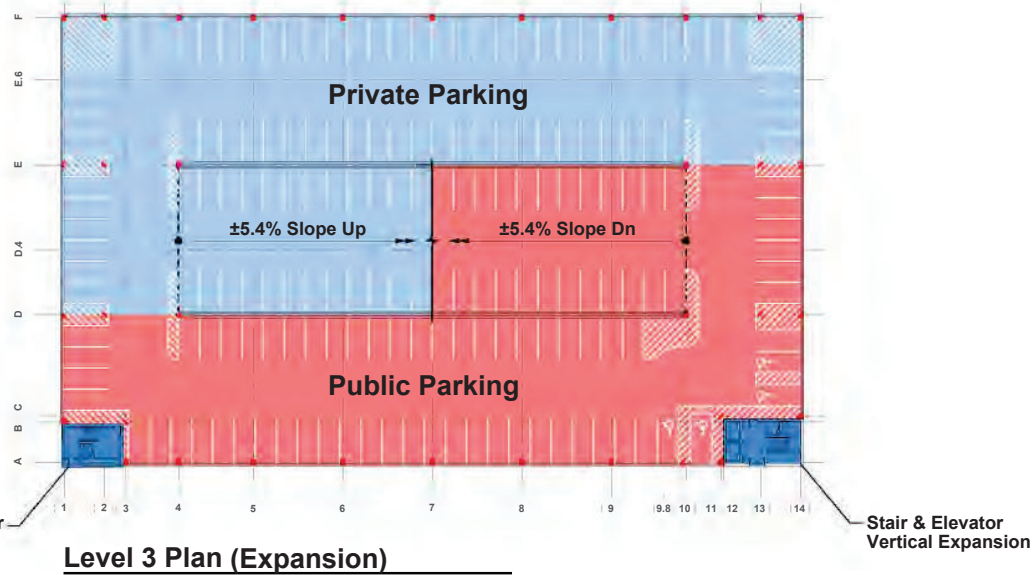 F
E.6
Private Parking
E
±5.4% Slope Up
±5.4% Slope Dn
D.4
D
Public Parking
C
B
A
1 2 3 4 5 6 7 8 9 9.8 10 11 12 13 14
r
Stair & Elevator
Vertical Expansion
Level 3 Plan (Expansion)